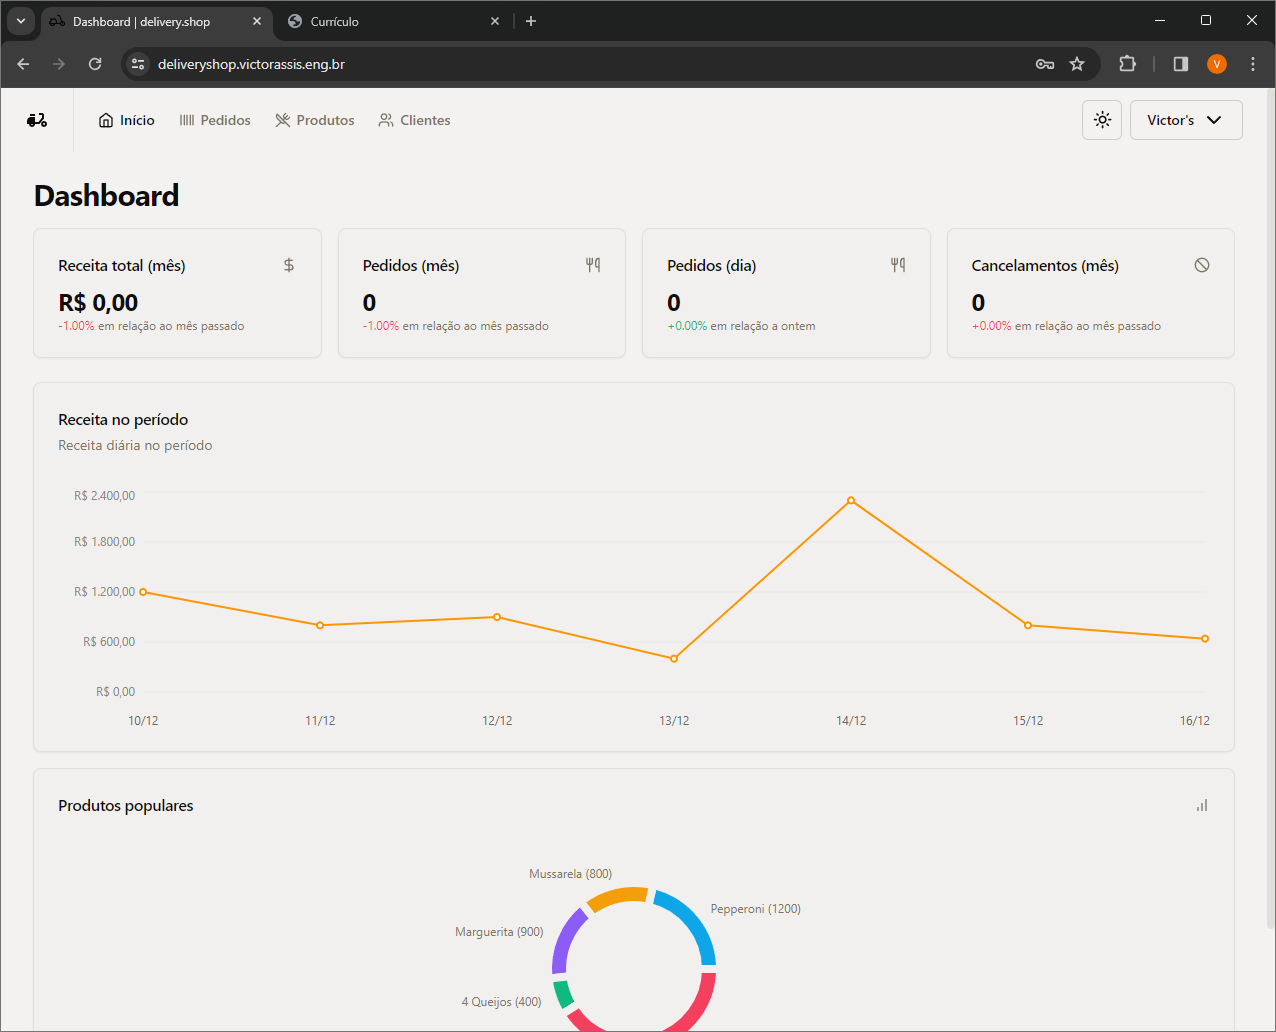 Dashboard | delivery.shop
Currículo
deliveryshop.victorassis.eng.br
V
Início
Pedidos
Produtos
Clientes
Victor's
Dashboard
Receita total (mês)
R$ 0,00
-1.00% em relação ao mês passado
Pedidos (mês)
0
-1.00% em relação ao mês passado
Pedidos (dia)
0
+0.00% em relação a ontem
Cancelamentos (mês)
0
+0.00% em relação ao mês passado
Receita no período
Receita diária no período
R$ 2.400,00
R$ 1.800,00
R$ 1.200,00
R$ 600,00
R$ 0,00
10/12
11/12
12/12
13/12
14/12
15/12
16/12
Produtos populares
Mussarela (800)
Pepperoni (1200)
Marguerita (900)
4 Queijos (400)